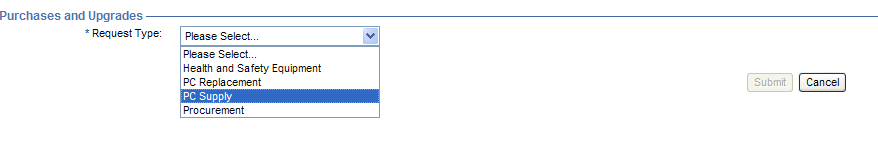 Purchases and Upgrades
* Request Type: Please Select...
Please Select...
Health and Safety Equipment
PC Replacement
PC Supply
Procurement
Submit Cancel